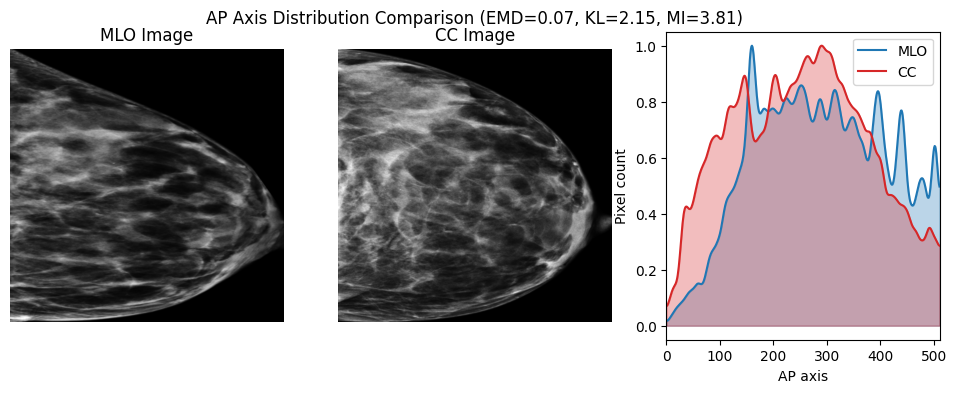 AP Axis Distribution Comparison (EMD=0.07, KL=2.15, MI=3.81)
MLO Image
CC Image
MLO
CC
Pixel count
1.0
0.8
0.6
0.4
0.2
0.0
0 100 200 300 400 500
AP axis